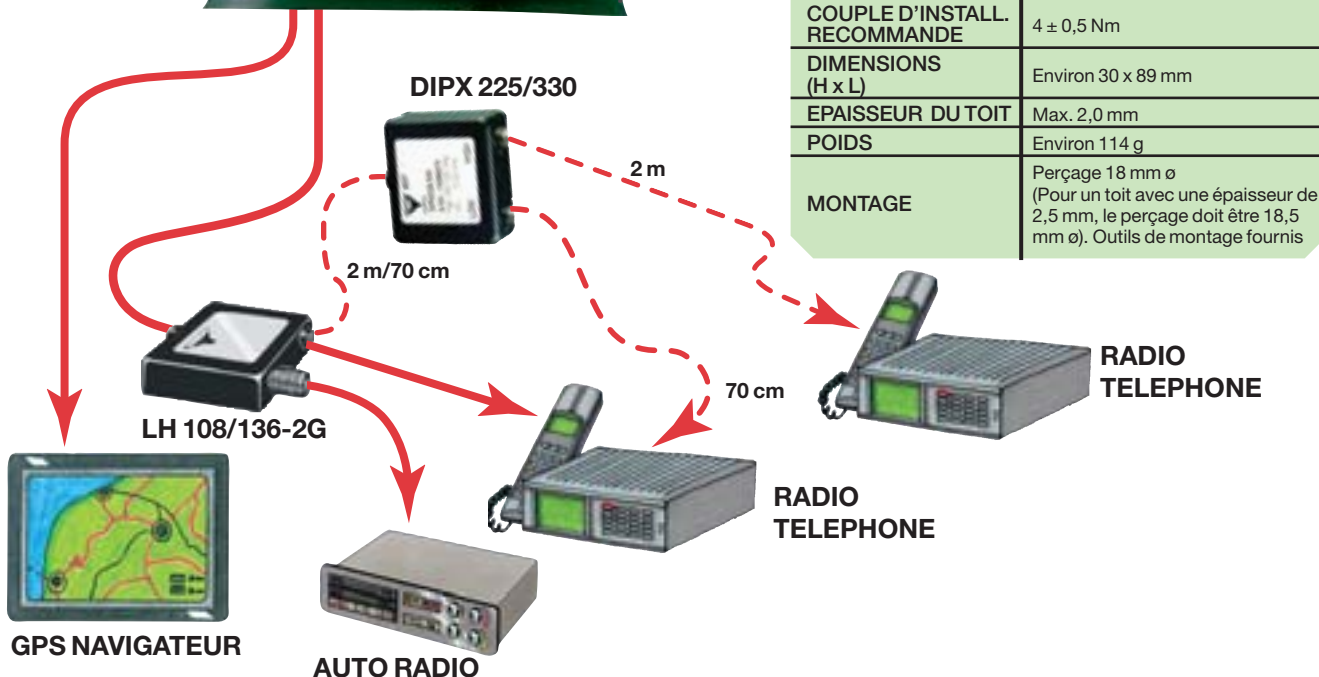 COUPLE D'INSTALL.
RECOMMANDE
4 ± 0,5 Nm
DIMENSIONS
(H x L)
Environ 30 x 89 mm
EPAISSEUR DU TOIT
Max. 2,0 mm
POIDS
Environ 114 g
MONTAGE
Perçage 18 mm ø
(Pour un toit avec une épaisseur de
2,5 mm, le perçage doit être 18,5
mm ø). Outils de montage fournis
DIPX 225/330
2 m
2 m/70 cm
70 cm
LH 108/136-2G
RADIO
TELEPHONE
RADIO
TELEPHONE
GPS NAVIGATEUR
AUTO RADIO